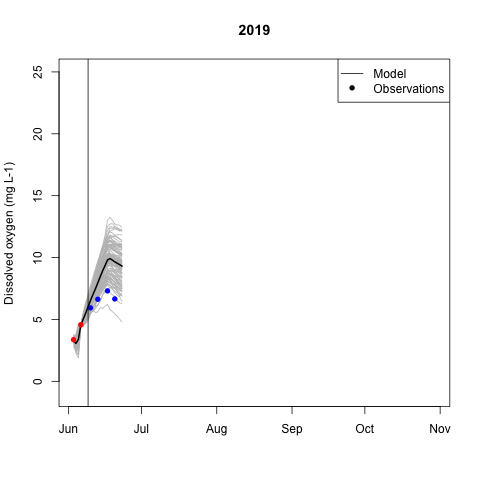 2019
Model
Observations
Dissolved oxygen (mg L-1)
25
20
15
10
5
0
Jun Jul Aug Sep Oct Nov